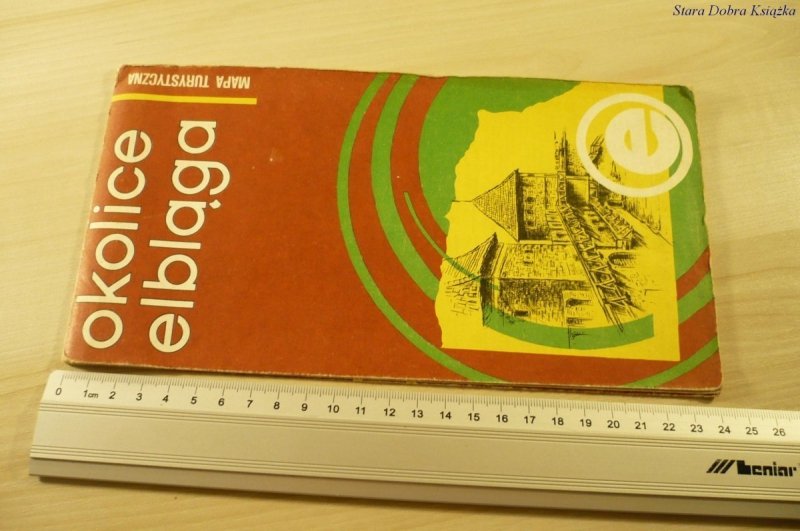 Stara Dobra Książka
MAPA TURYSTYCZNA
okolice
elbląga
e
0 1cm 2 3 4 5 6 7 8 9 10 11 12 13 14 15 16 17 18 19 20 21 22 23 24 25 26
leniar